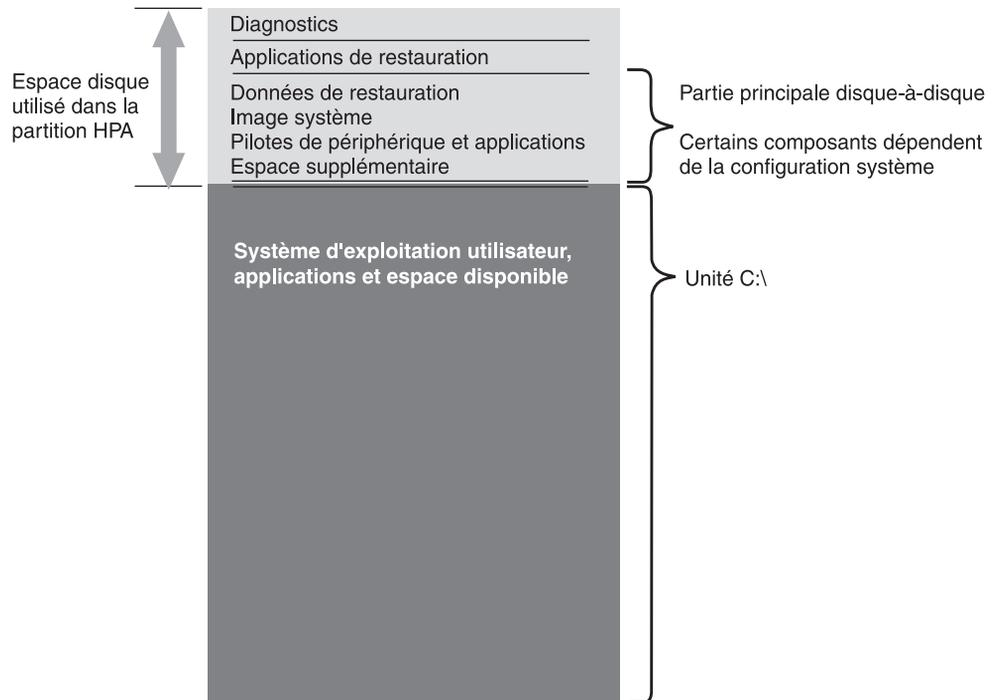 Diagnostics
Applications de restauration
Espace disque
utilisé dans la
partition HPA
Données de restauration
Image système
Pilotes de périphérique et applications
Espace supplémentaire
Partie principale disque-à-disque
Certains composants dépendent
de la configuration système
Système d'exploitation utilisateur,
applications et espace disponible
Unité C:\